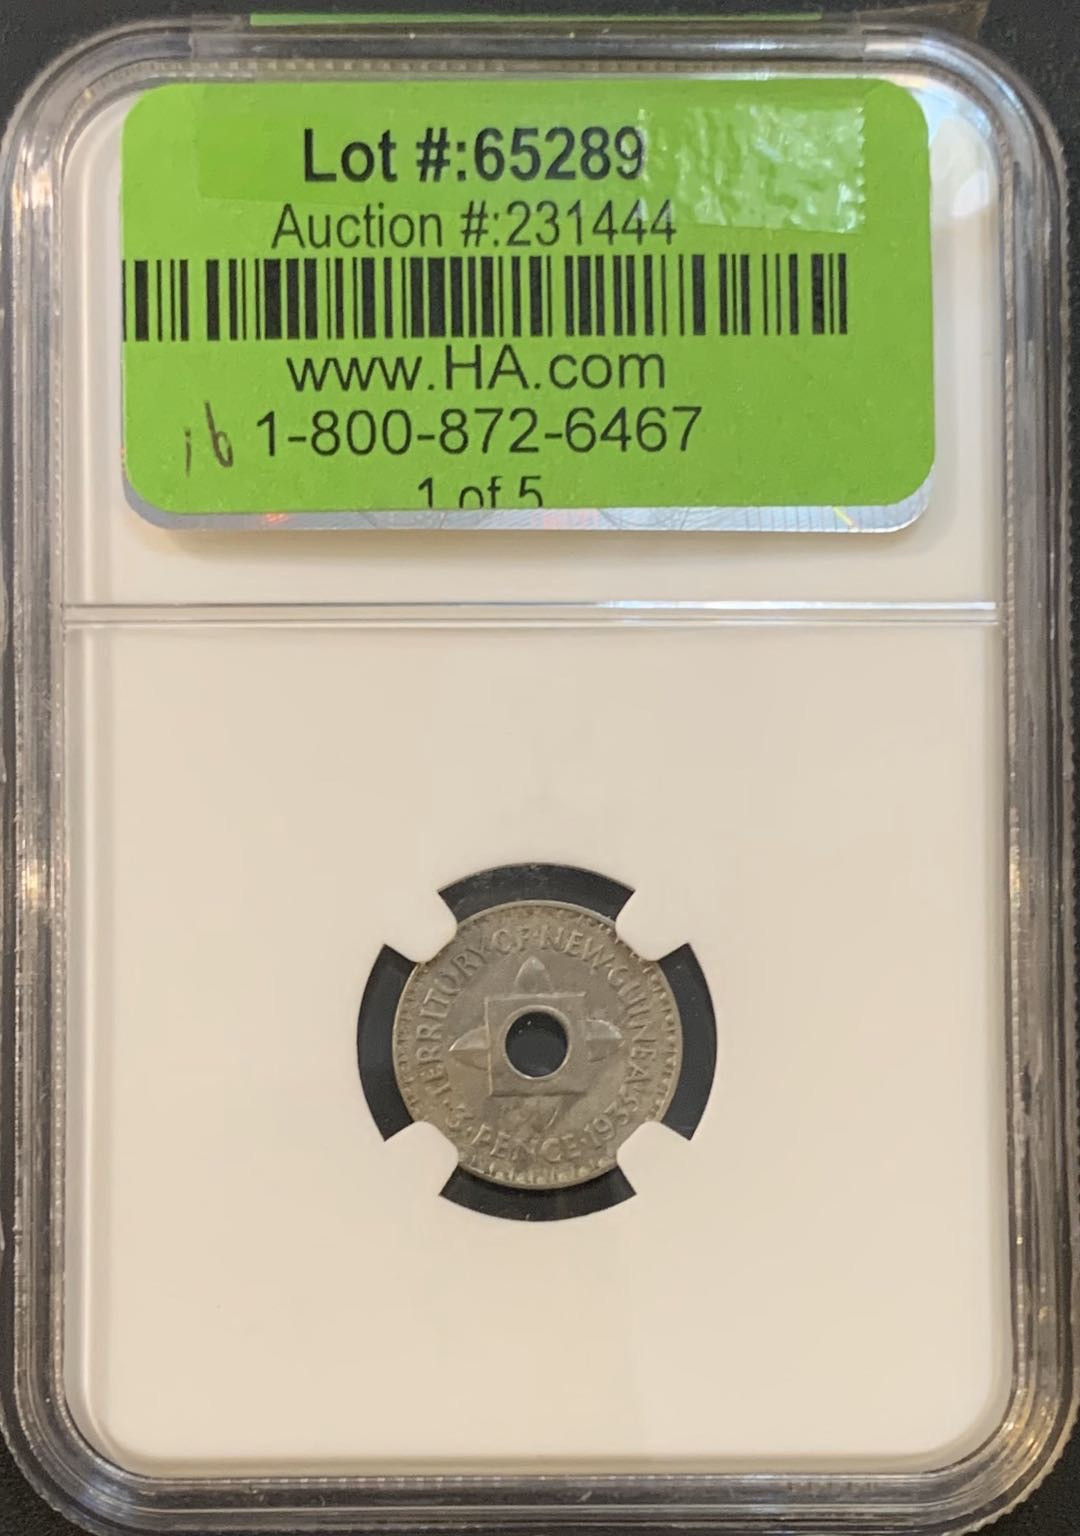 Lot #:65289
Auction #:231444
www.HA.com
16 1-800-872-6467
1 of 5
TERRITORY·OF·NEW·GUINEA
·3·PENCE·1935